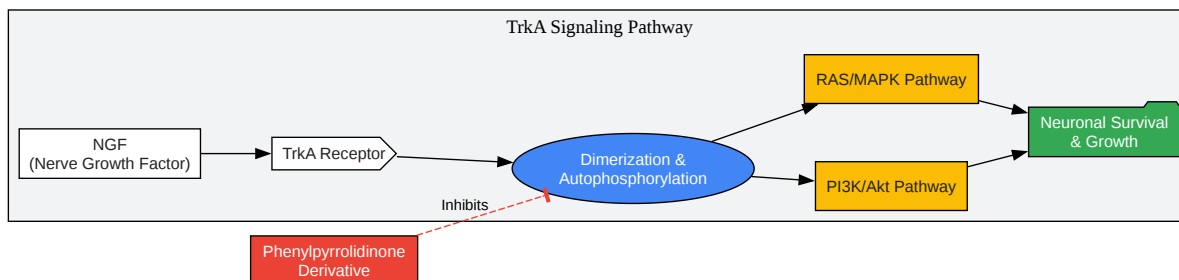 TrkA Signaling Pathway
NGF
(Nerve Growth Factor)
TrkA Receptor
Dimerization &
Autophosphorylation
RAS/MAPK Pathway
PI3K/Akt Pathway
Neuronal Survival
& Growth
Inhibits
Phenylpyrrolidinone
Derivative